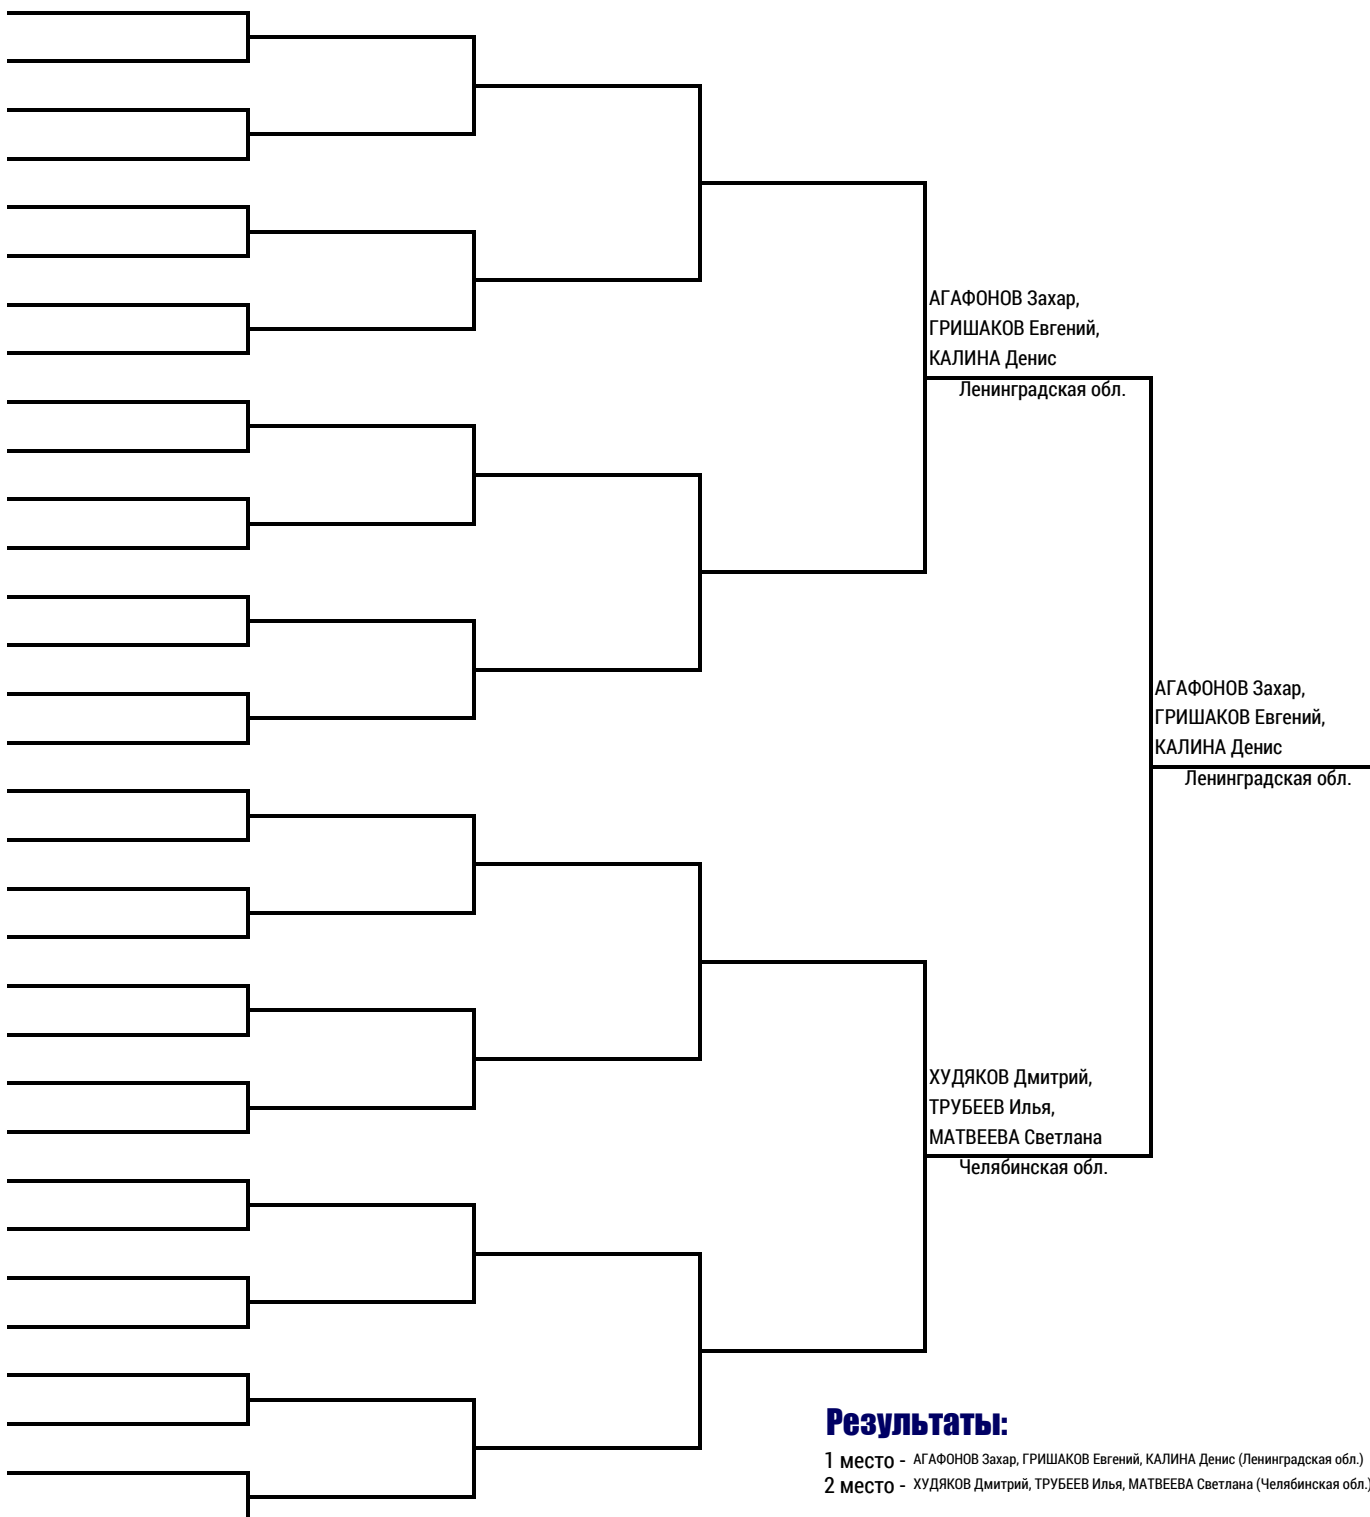 АГАФОНОВ Захар,
ГРИШАКОВ Евгений,
КАЛИНА Денис
Ленинградская обл.
АГАФОНОВ Захар,
ГРИШАКОВ Евгений,
КАЛИНА Денис
Ленинградская обл.
ХУДЯКОВ Дмитрий,
ТРУБЕЕВ Илья,
МАТВЕЕВА Светлана
Челябинская обл.
Результаты:
1 место - АГАФОНОВ Захар, ГРИШАКОВ Евгений, КАЛИНА Денис (Ленинградская обл.)
2 место - ХУДЯКОВ Дмитрий, ТРУБЕЕВ Илья, МАТВЕЕВА Светлана (Челябинская обл.)